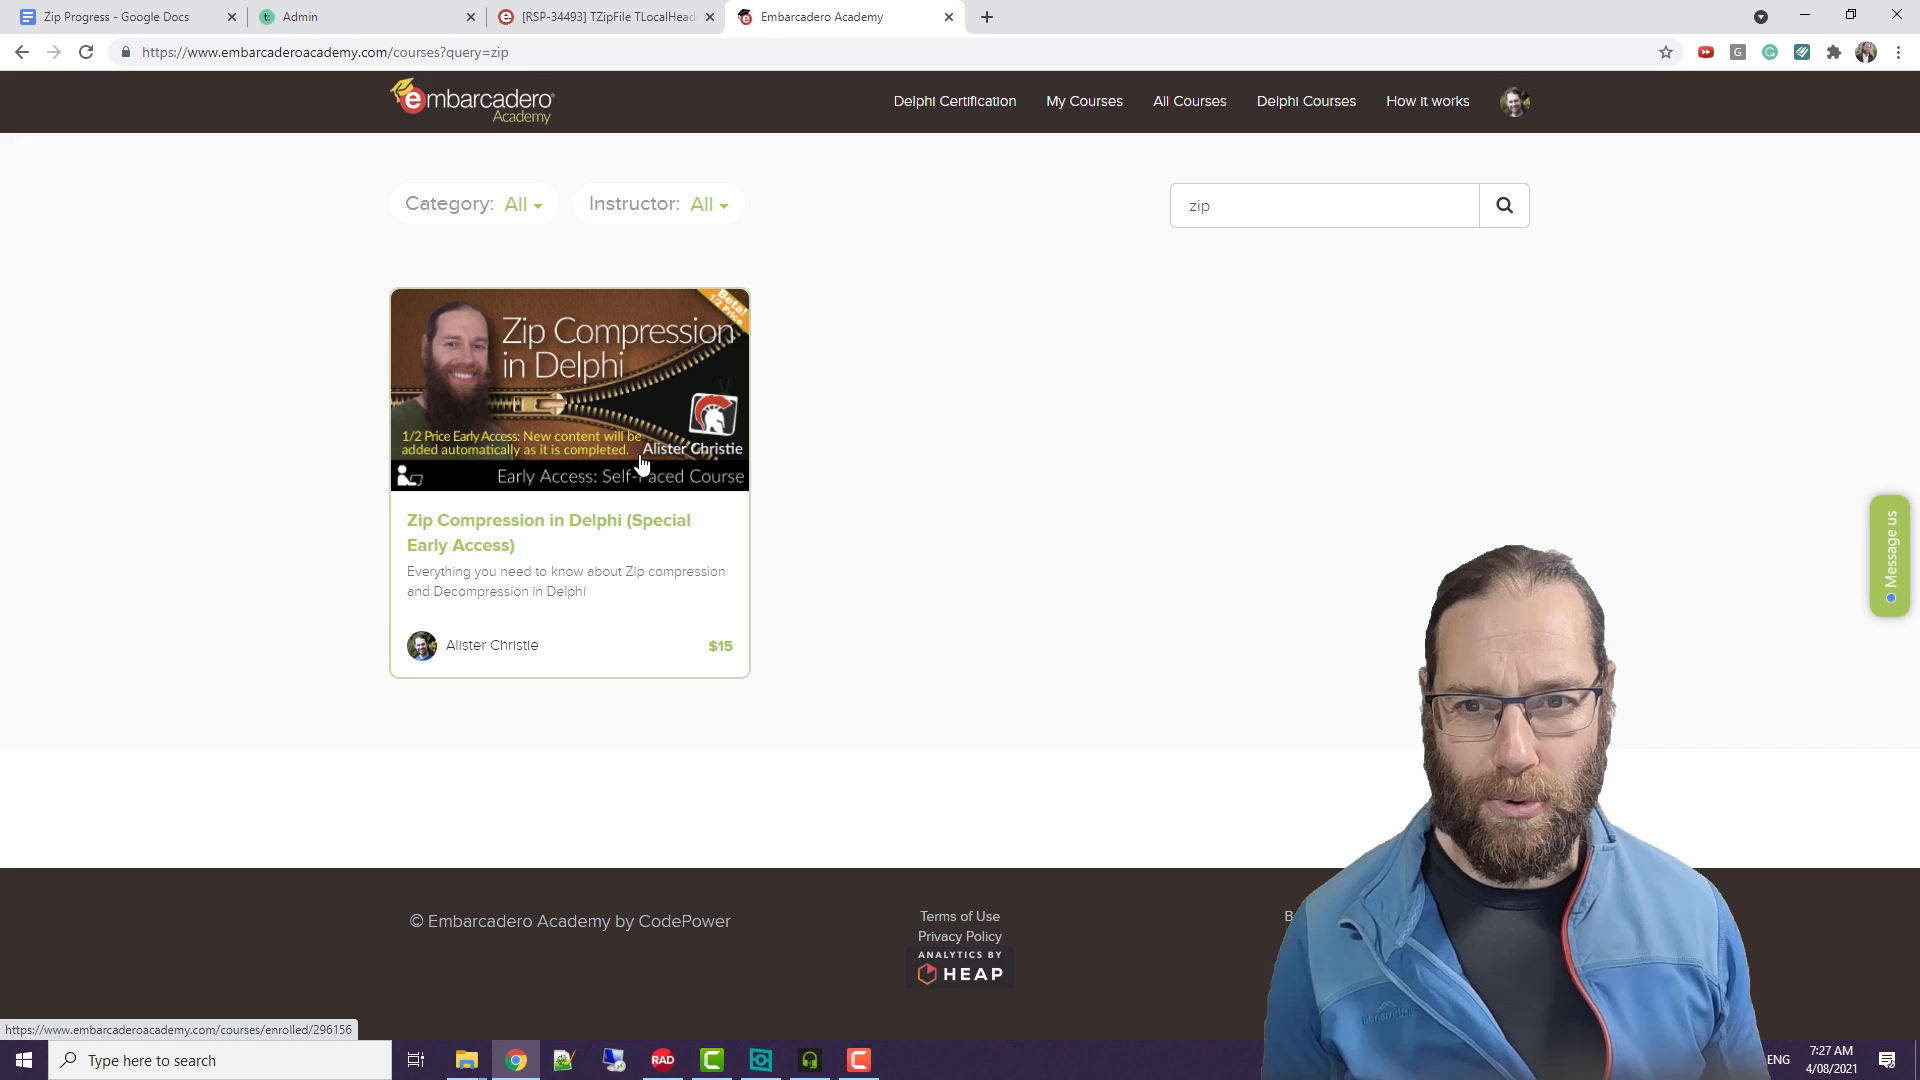 Zip Progress - Google Docs
Admin
[RSP-34493] TZipFile TLocalHead
Embarcadero Academy
https://www.embarcaderoacademy.com/courses?query=zip
embarcadero
Academy
Delphi Certification
My Courses
All Courses
Delphi Courses
How it works
Category: All
Instructor: All
zip
Beta!
1/2 Price
Zip Compression
in Delphi
1/2 Price Early Access: New content will be
added automatically as it is completed.
Alister Christie
Early Access: Self-Paced Course
Zip Compression in Delphi (Special
Early Access)
Everything you need to know about Zip compression
and Decompression in Delphi
Alister Christie
$15
Message us
© Embarcadero Academy by CodePower
Terms of Use
Privacy Policy
ANALYTICS BY
HEAP
B
https://www.embarcaderoacademy.com/courses/enrolled/296156
Type here to search
RAD
ENG
7:27 AM
4/08/2021